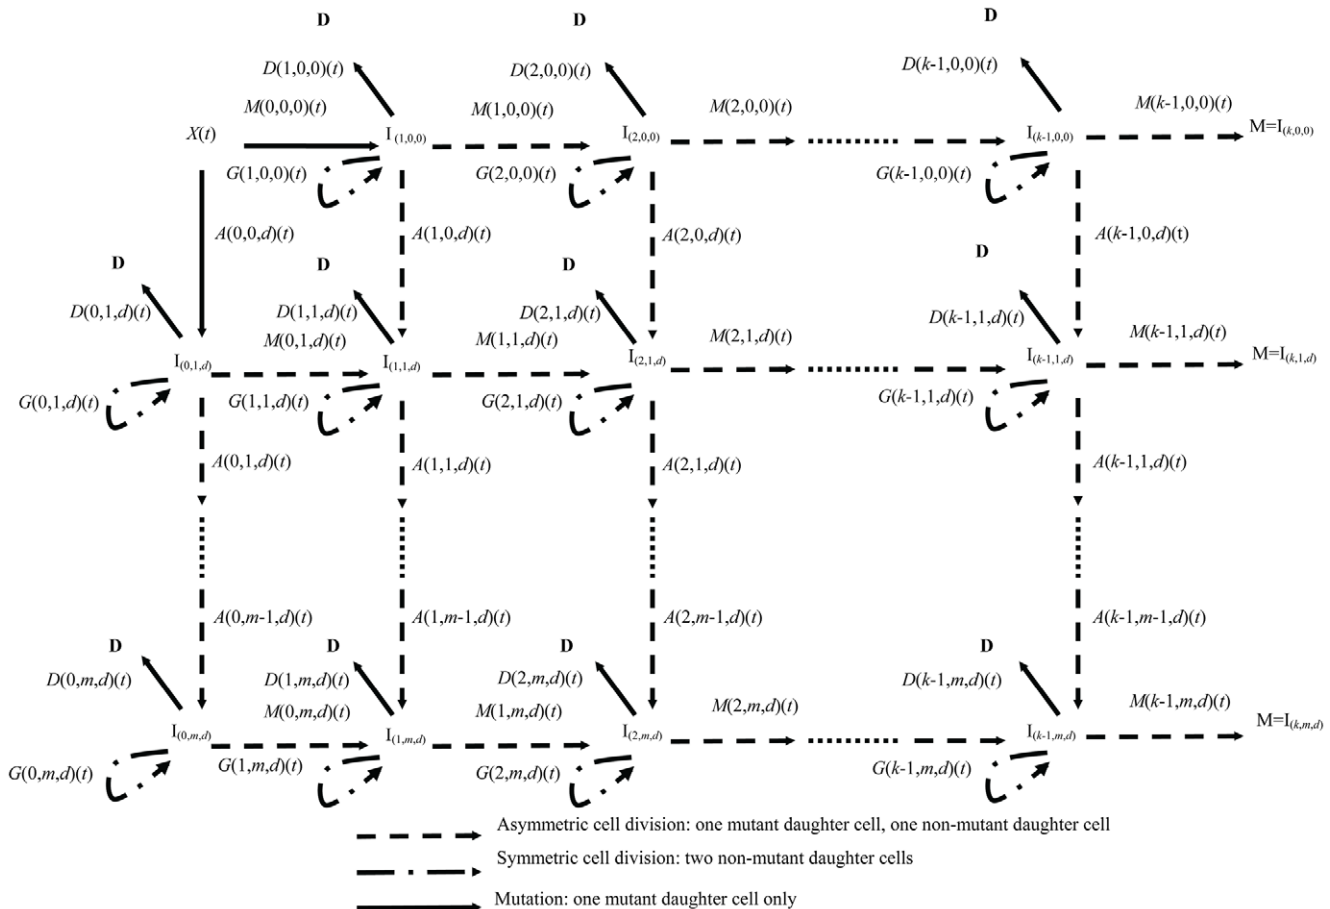 D D D
D(1,0,0)(t) D(2,0,0)(t) D(k-1,0,0)(t)
M(0,0,0)(t) M(1,0,0)(t) M(2,0,0)(t) M(k-1,0,0)(t)
X(t) I(1,0,0) I(2,0,0) I(k-1,0,0) M=I(k,0,0)
G(1,0,0)(t) G(2,0,0)(t) G(k-1,0,0)(t)
A(0,0,d)(t) A(1,0,d)(t) A(2,0,d)(t) A(k-1,0,d)(t)
D D D D
D(0,1,d)(t) D(1,1,d)(t) D(2,1,d)(t) D(k-1,1,d)(t)
M(0,1,d)(t) M(1,1,d)(t) M(2,1,d)(t) M(k-1,1,d)(t)
I(0,1,d) I(1,1,d) I(2,1,d) I(k-1,1,d) M=I(k,1,d)
G(0,1,d)(t) G(1,1,d)(t) G(2,1,d)(t) G(k-1,1,d)(t)
A(0,1,d)(t) A(1,1,d)(t) A(2,1,d)(t) A(k-1,1,d)(t)
A(0,m-1,d)(t) A(1,m-1,d)(t) A(2,m-1,d)(t) A(k-1,m-1,d)(t)
D D D D
D(0,m,d)(t) D(1,m,d)(t) D(2,m,d)(t) D(k-1,m,d)(t)
M(0,m,d)(t) M(1,m,d)(t) M(2,m,d)(t) M(k-1,m,d)(t)
I(0,m,d) I(1,m,d) I(2,m,d) I(k-1,m,d) M=I(k,m,d)
G(0,m,d)(t) G(1,m,d)(t) G(2,m,d)(t) G(k-1,m,d)(t)
Asymmetric cell division: one mutant daughter cell, one non-mutant daughter cell
Symmetric cell division: two non-mutant daughter cells
Mutation: one mutant daughter cell only